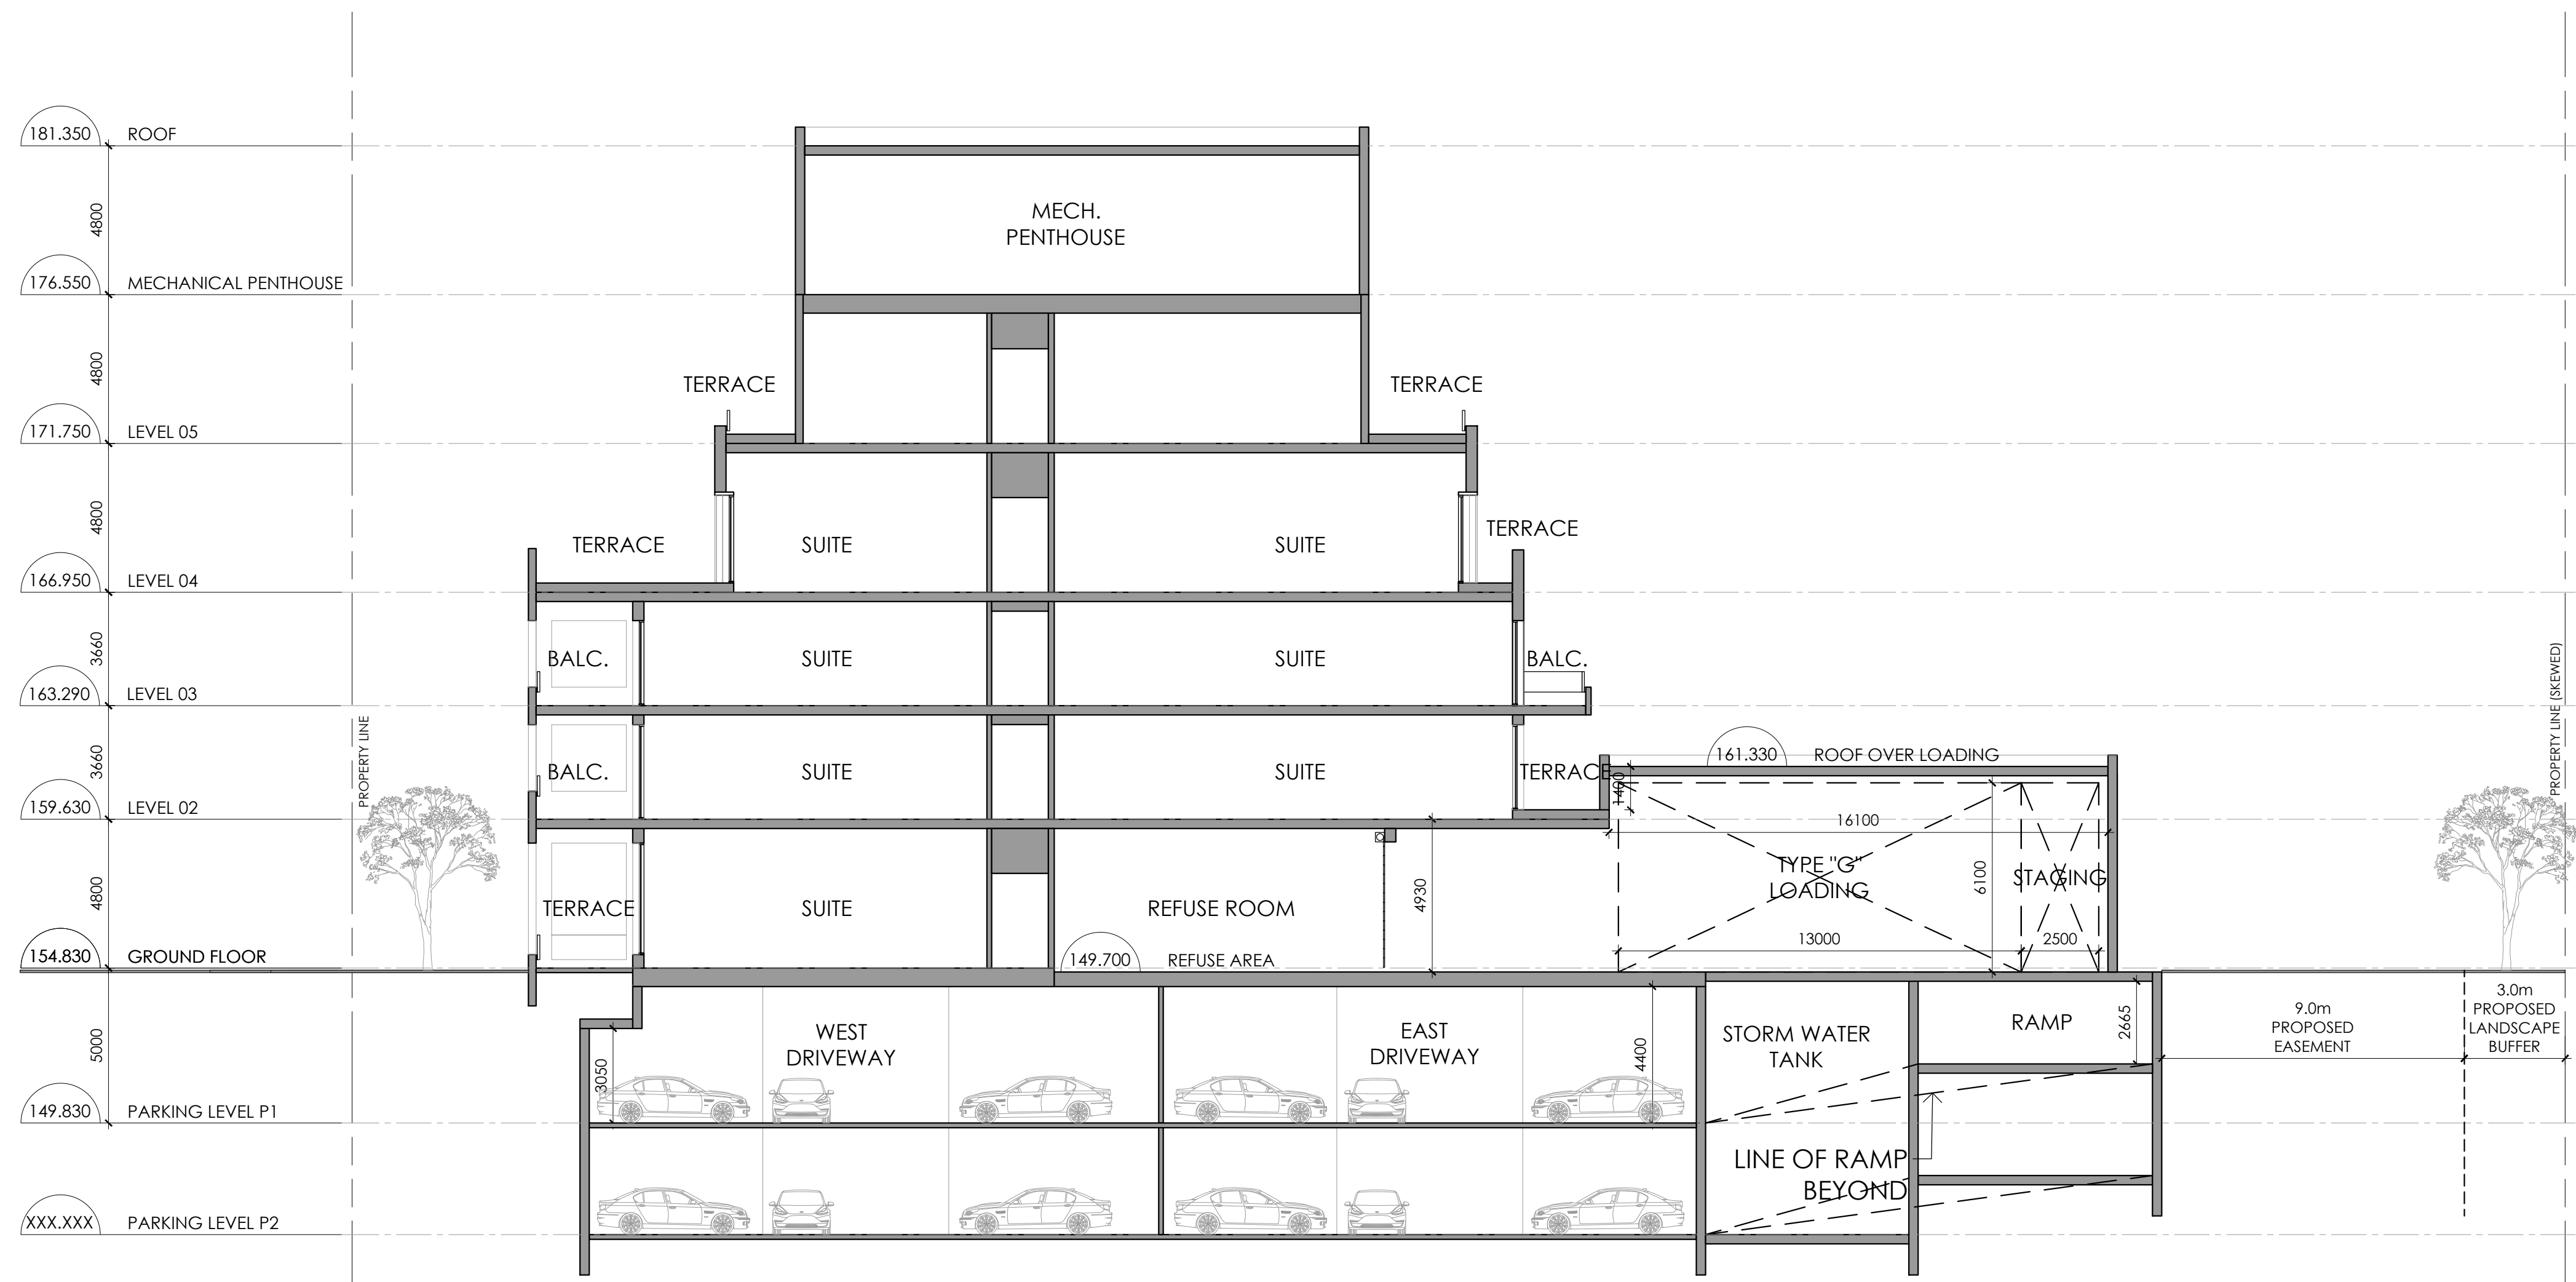 181.350 ROOF
4800
MECH.
PENTHOUSE
176.550 MECHANICAL PENTHOUSE
4800
TERRACE
TERRACE
171.750 LEVEL 05
4800
TERRACE
SUITE
SUITE
TERRACE
166.950 LEVEL 04
3660
BALC.
SUITE
SUITE
BALC.
163.290 LEVEL 03
PROPERTY LINE
PROPERTY LINE (SKEWED)
3660
BALC.
SUITE
SUITE
TERRACE
161.330 ROOF OVER LOADING
1400
159.630 LEVEL 02
16100
4800
TERRACE
SUITE
REFUSE ROOM
4930
TYPE "G"
LOADING
6100
STAGING
13000
2500
154.830 GROUND FLOOR
149.700 REFUSE AREA
5000
3050
WEST
DRIVEWAY
EAST
DRIVEWAY
4400
STORM WATER
TANK
RAMP
2665
9.0m
PROPOSED
EASEMENT
3.0m
PROPOSED
LANDSCAPE
BUFFER
149.830 PARKING LEVEL P1
LINE OF RAMP
BEYOND
XXX.XXX PARKING LEVEL P2